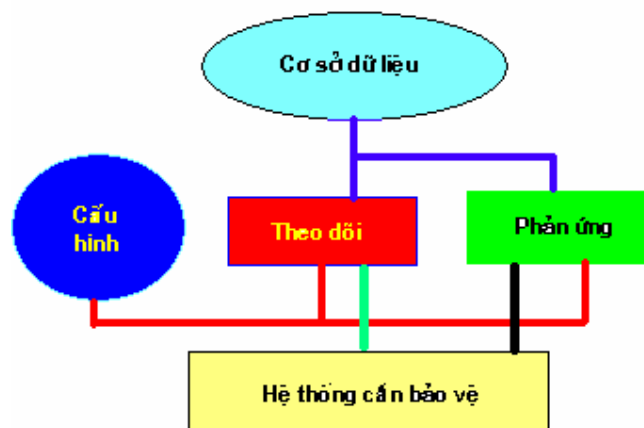 Cơ sở dữ liệu
Cấu
hình
Theo dõi
Phản ứng
Hệ thống cần bảo vệ